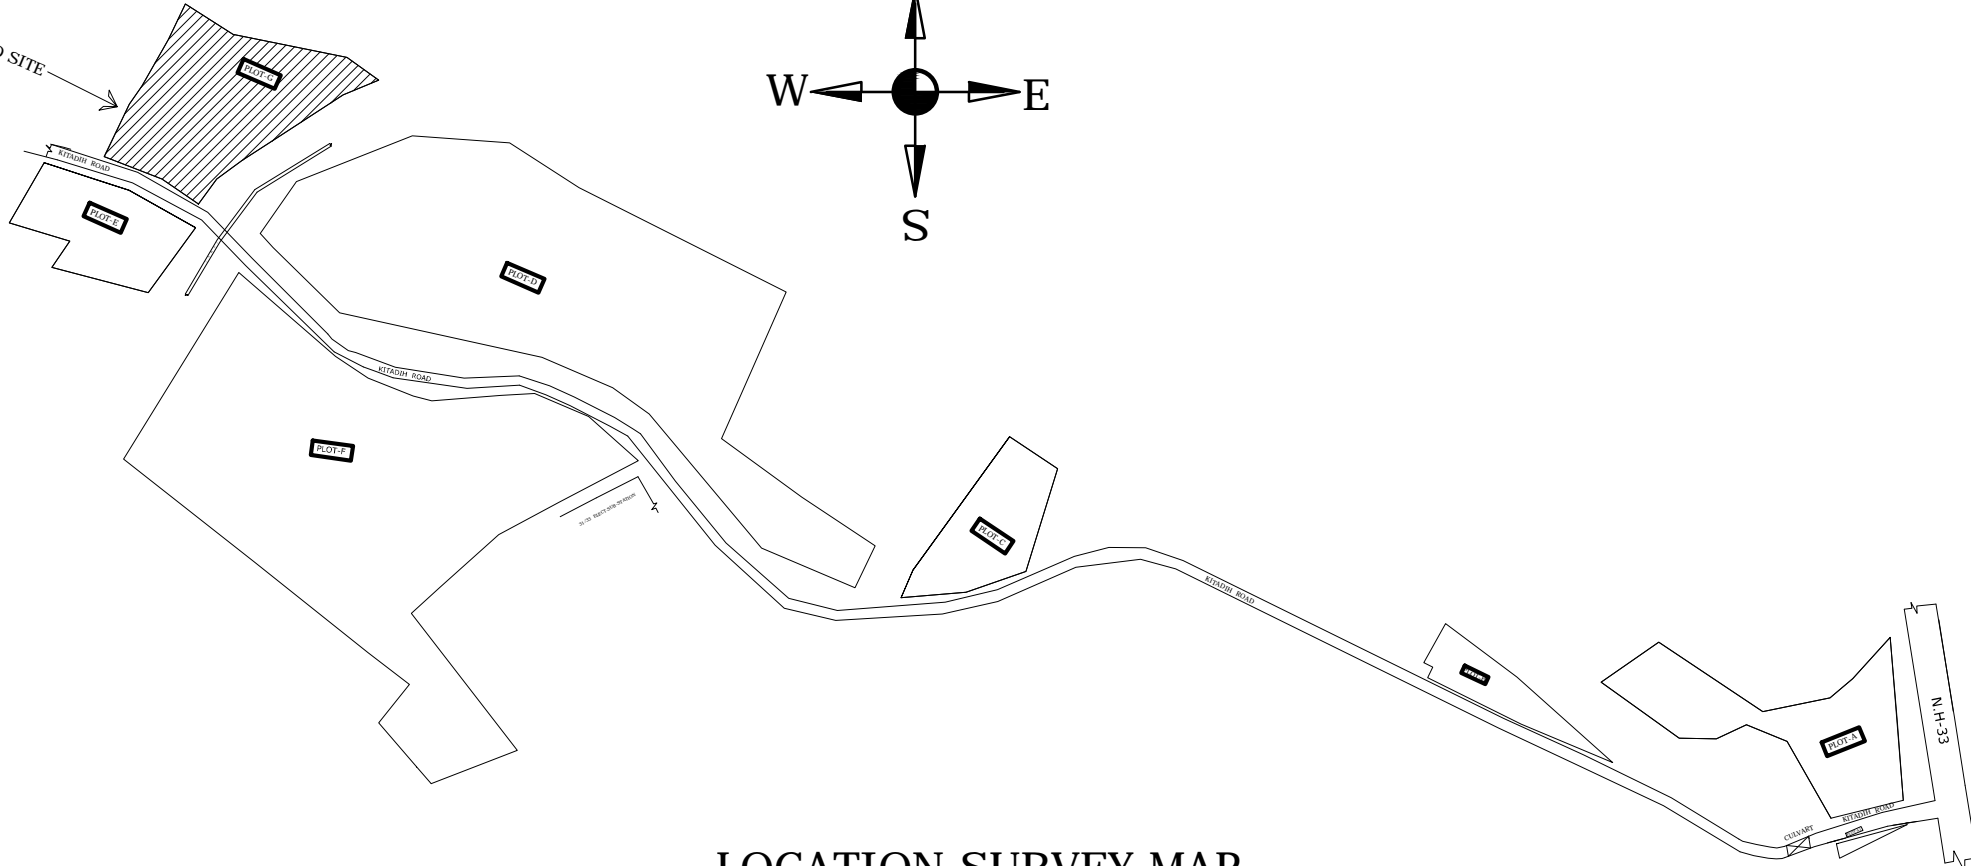 SITE
PLOT-G
W
E
S
KITADIH ROAD
PLOT-E
PLOT-D
KITADIH ROAD
PLOT-F
PLOT-C
KITADIH ROAD
N.H-33
PLOT-A
CULVART
KITADIH ROAD
LOCATION SURVEY MAP